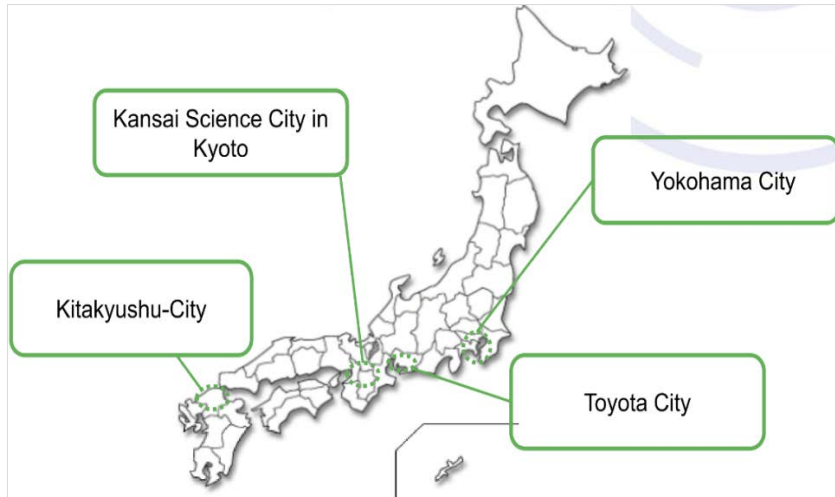 Kansai Science City in
Kyoto
Yokohama City
Kitakyushu-City
Toyota City